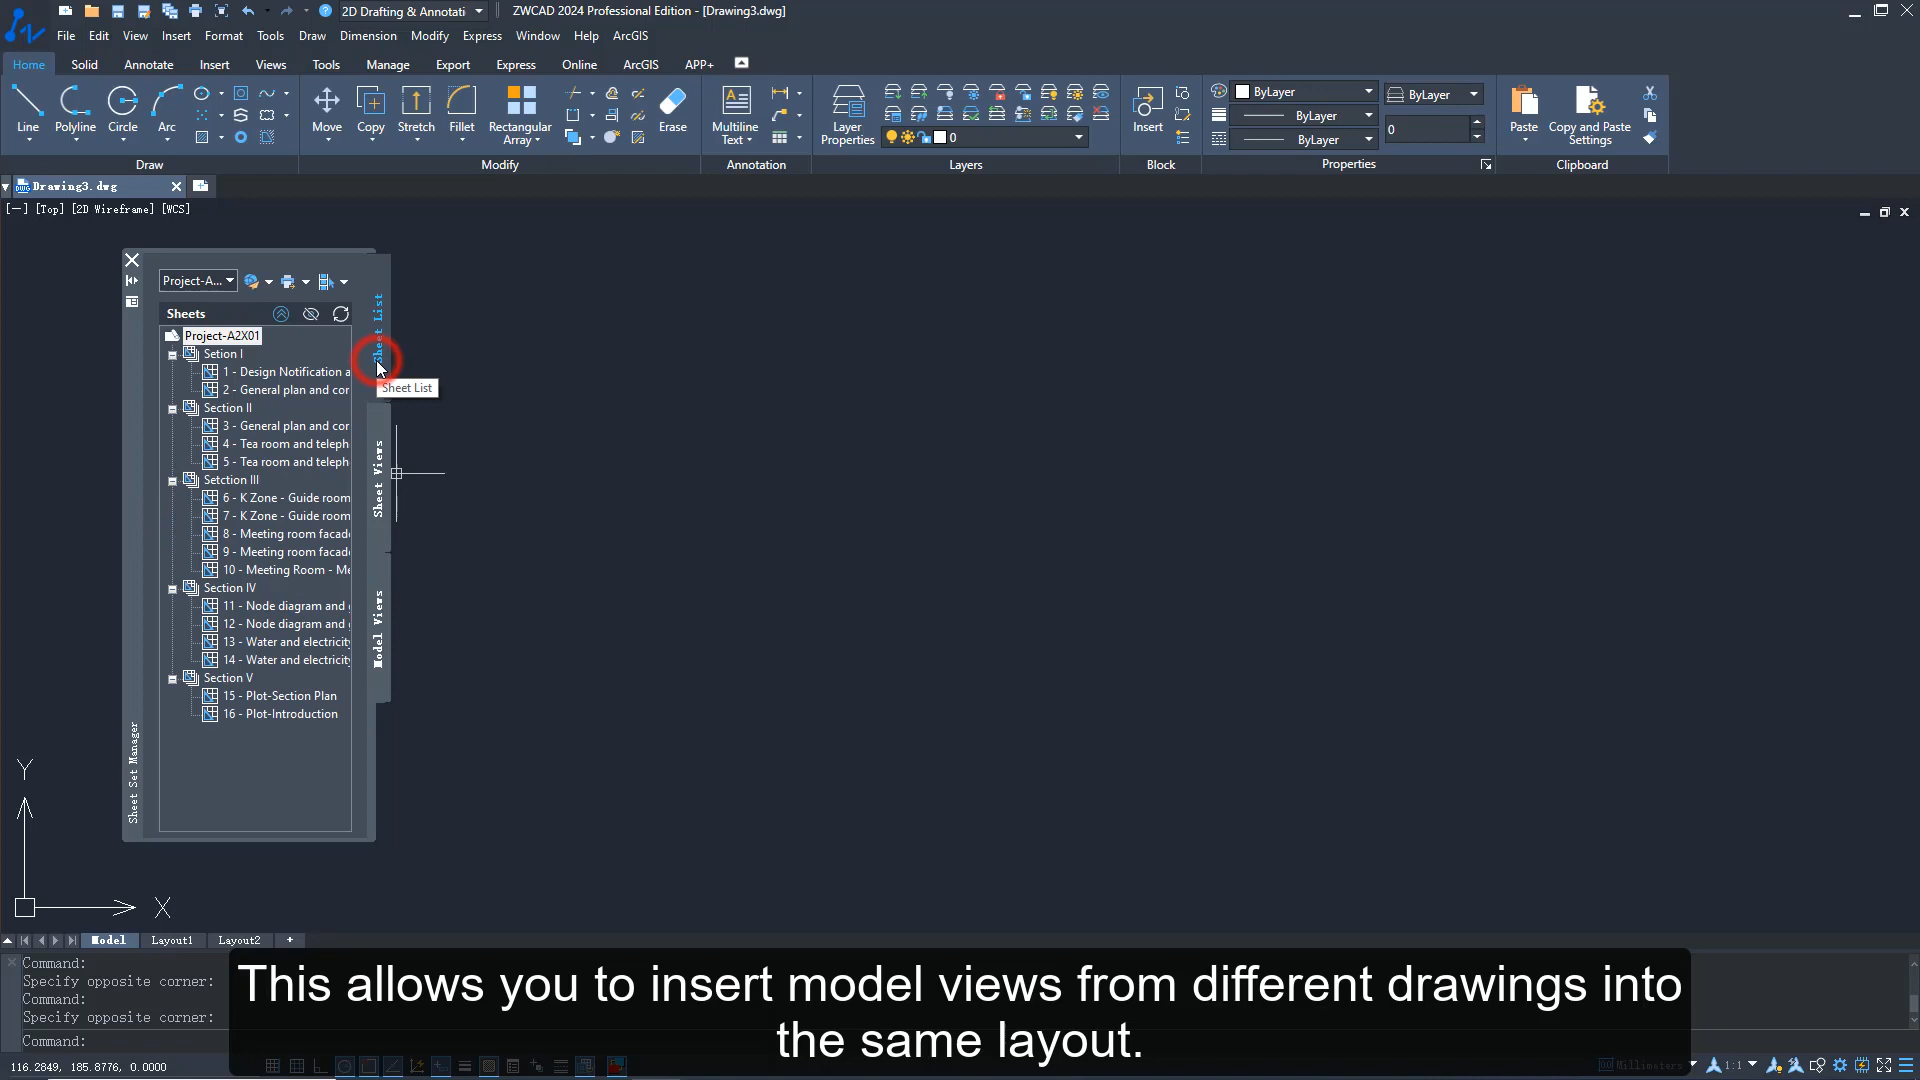 2D Drafting & Annotati
ZWCAD 2024 Professional Edition - [Drawing3.dwg]
File Edit View Insert Format Tools Draw Dimension Modify Express Window Help ArcGIS
Home Solid Annotate Insert Views Tools Manage Export Express Online ArcGIS APP+
Line Polyline Circle Arc Move Copy Stretch Fillet Rectangular Array Erase Multiline Text Layer Properties 0 Insert ByLayer ByLayer ByLayer ByLayer 0 Paste Copy and Paste Settings
Draw Modify Annotation Layers Block Properties Clipboard
Drawing3.dwg
[—] [Top] [2D Wireframe] [WCS]
Project-A...
Sheets
Project-A2X01
Setion I
1 - Design Notification a
2 - General plan and cor
Section II
3 - General plan and cor
4 - Tea room and teleph
5 - Tea room and teleph
Setction III
6 - K Zone - Guide room
7 - K Zone - Guide room
8 - Meeting room facad
9 - Meeting room facad
10 - Meeting Room - Me
Section IV
11 - Node diagram and
12 - Node diagram and
13 - Water and electricity
14 - Water and electricity
Section V
15 - Plot-Section Plan
16 - Plot-Introduction
Sheet List
Sheet Views
Model Views
Sheet List
Sheet Set Manager
Y
X
Model Layout1 Layout2 +
Command:
Specify opposite corner:
Command:
Specify opposite corner:
Command:
This allows you to insert model views from different drawings into
the same layout.
116.2849, 185.8776, 0.0000
Millimeters 1:1